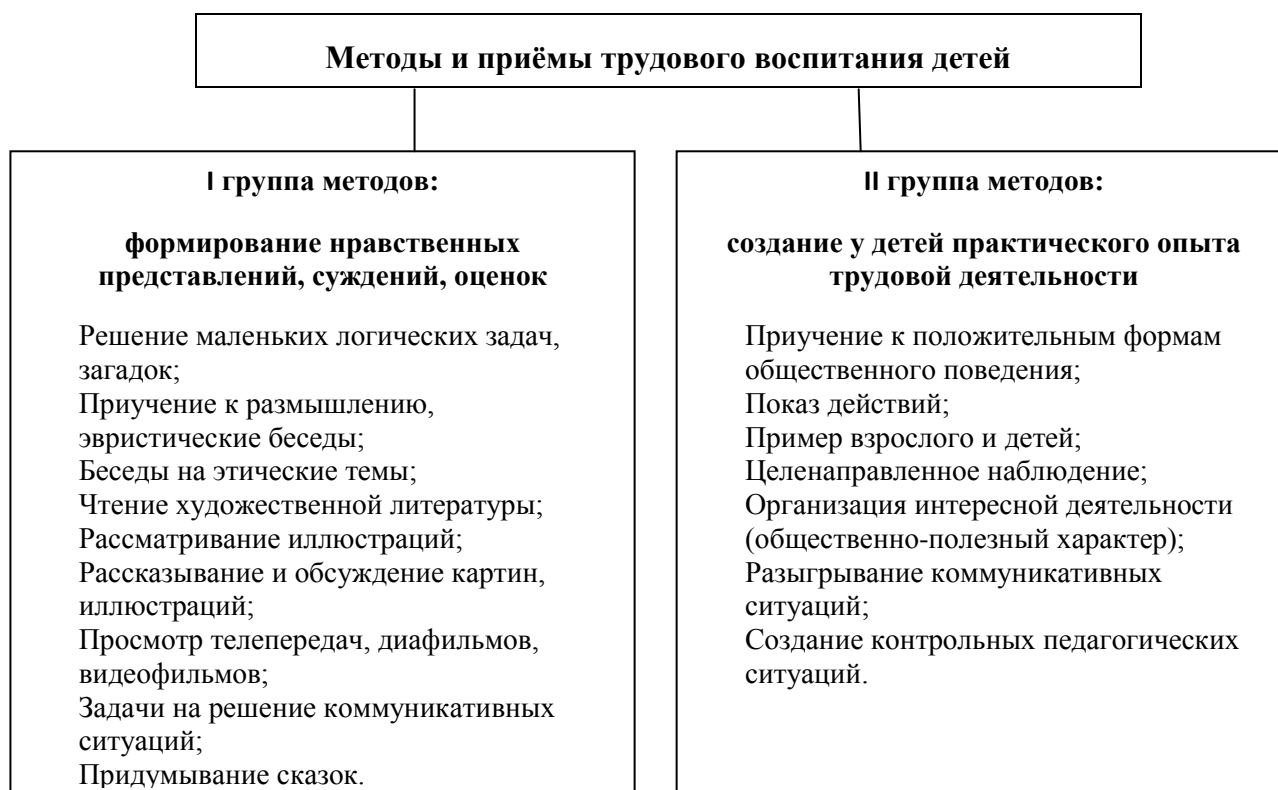 Методы и приёмы трудового воспитания детей
I группа методов:
формирование нравственных
представлений, суждений, оценок
Решение маленьких логических задач,
загадок;
Приучение к размышлению,
эвристические беседы;
Беседы на этические темы;
Чтение художественной литературы;
Рассматривание иллюстраций;
Рассказывание и обсуждение картин,
иллюстраций;
Просмотр телепередач, диафильмов,
видеофильмов;
Задачи на решение коммуникативных
ситуаций;
Придумывание сказок.
II группа методов:
создание у детей практического опыта
трудовой деятельности
Приучение к положительным формам
общественного поведения;
Показ действий;
Пример взрослого и детей;
Целенаправленное наблюдение;
Организация интересной деятельности
(общественно-полезный характер);
Разыгрывание коммуникативных
ситуаций;
Создание контрольных педагогических
ситуаций.